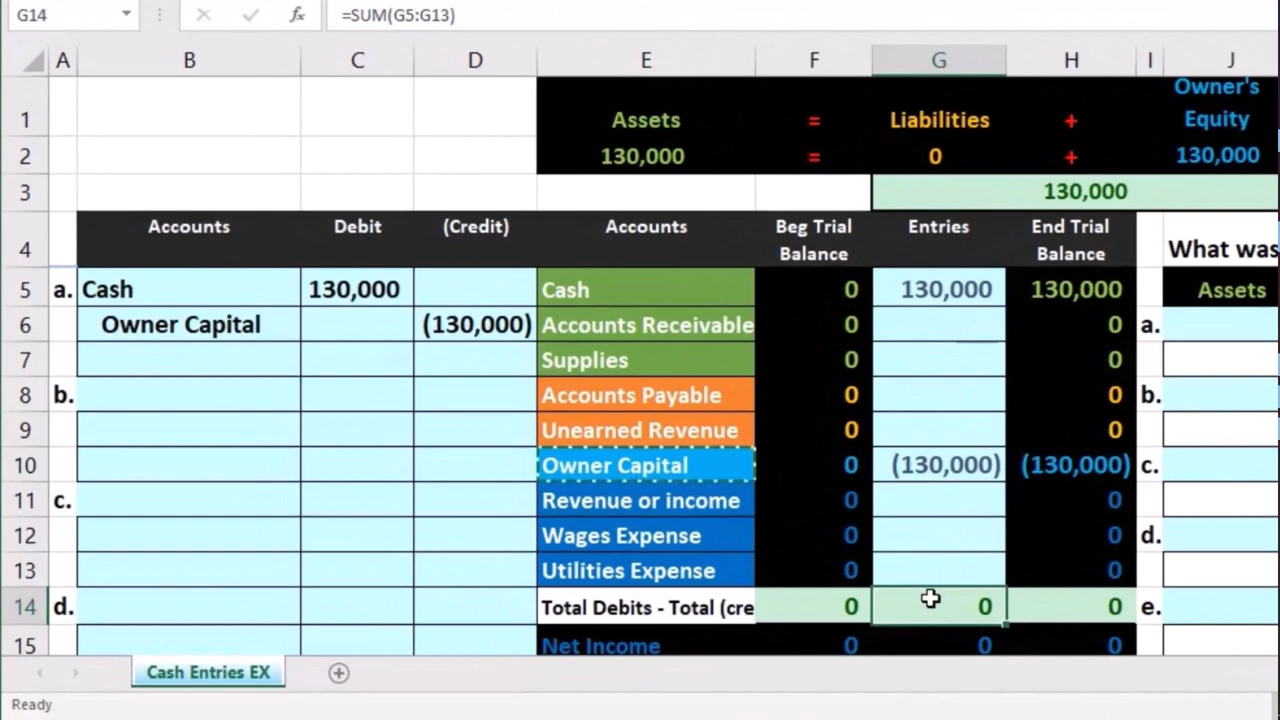 G14 fx =SUM(G5:G13)
A B C D E F G H I J
Owner's
1 Assets = Liabilities + Equity
2 130,000 = 0 + 130,000
3 130,000
4 Accounts Debit (Credit) Accounts Beg Trial Entries End Trial What was
Balance Balance
5 a. Cash 130,000 Cash 0 130,000 130,000 Assets
6 Owner Capital (130,000) Accounts Receivable 0 0 a.
7 Supplies 0 0
8 b. Accounts Payable 0 0 b.
9 Unearned Revenue 0 0
10 Owner Capital 0 (130,000) (130,000) c.
11 c. Revenue or income 0 0
12 Wages Expense 0 0 d.
13 Utilities Expense 0 0
14 d. Total Debits - Total (cre 0 0 0 e.
15 Net Income 0 0 0
Cash Entries EX
Ready